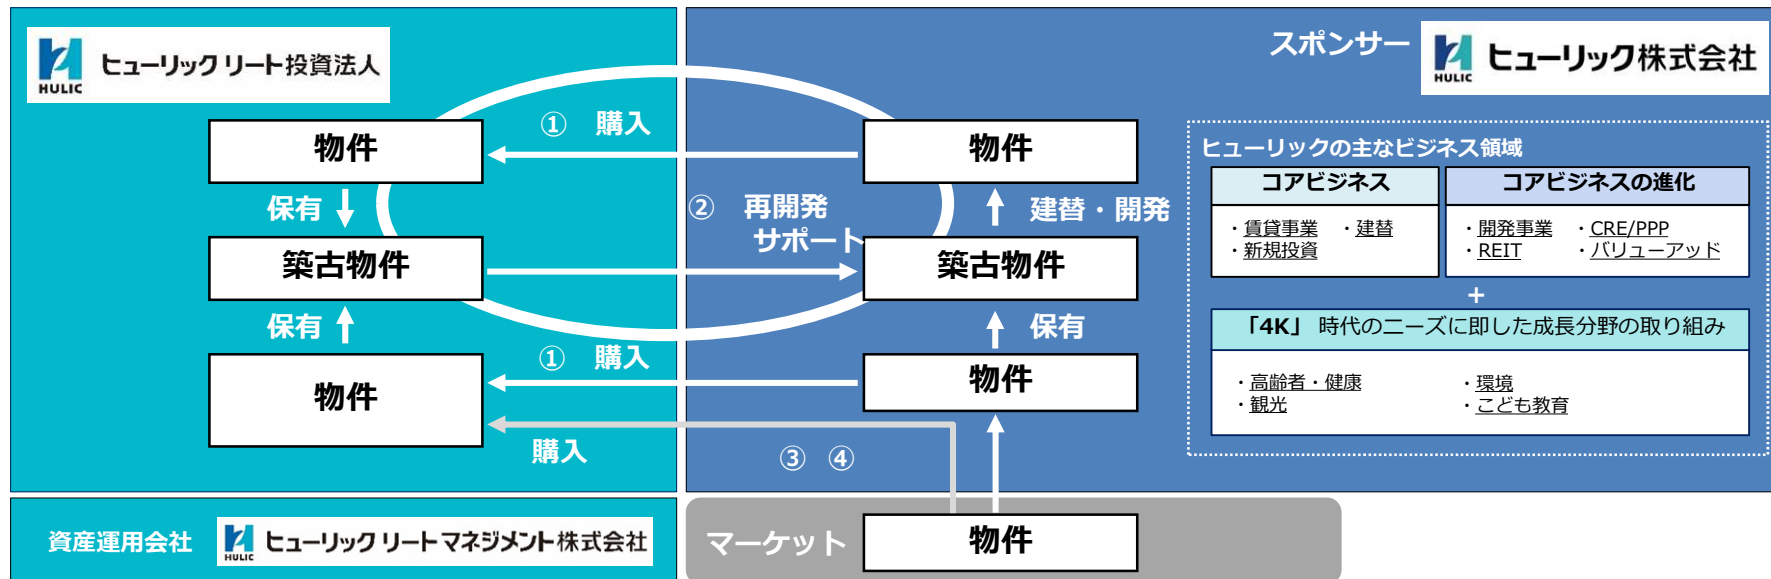 HULIC
ヒューリックリート投資法人
① 購入
物件
保有
築古物件
保有
① 購入
物件
購入
資産運用会社
HULIC
ヒューリックリートマネジメント株式会社
スポンサー
HULIC
ヒューリック株式会社
物件
② 再開発
サポート
建替・開発
築古物件
保有
物件
③ ④
マーケット
物件
ヒューリックの主なビジネス領域
コアビジネス
・賃貸事業 ・建替
・新規投資
コアビジネスの進化
・開発事業 ・CRE/PPP
・REIT ・バリューアッド
+
「4K」 時代のニーズに即した成長分野の取り組み
・高齢者・健康 ・環境
・観光 ・こども教育